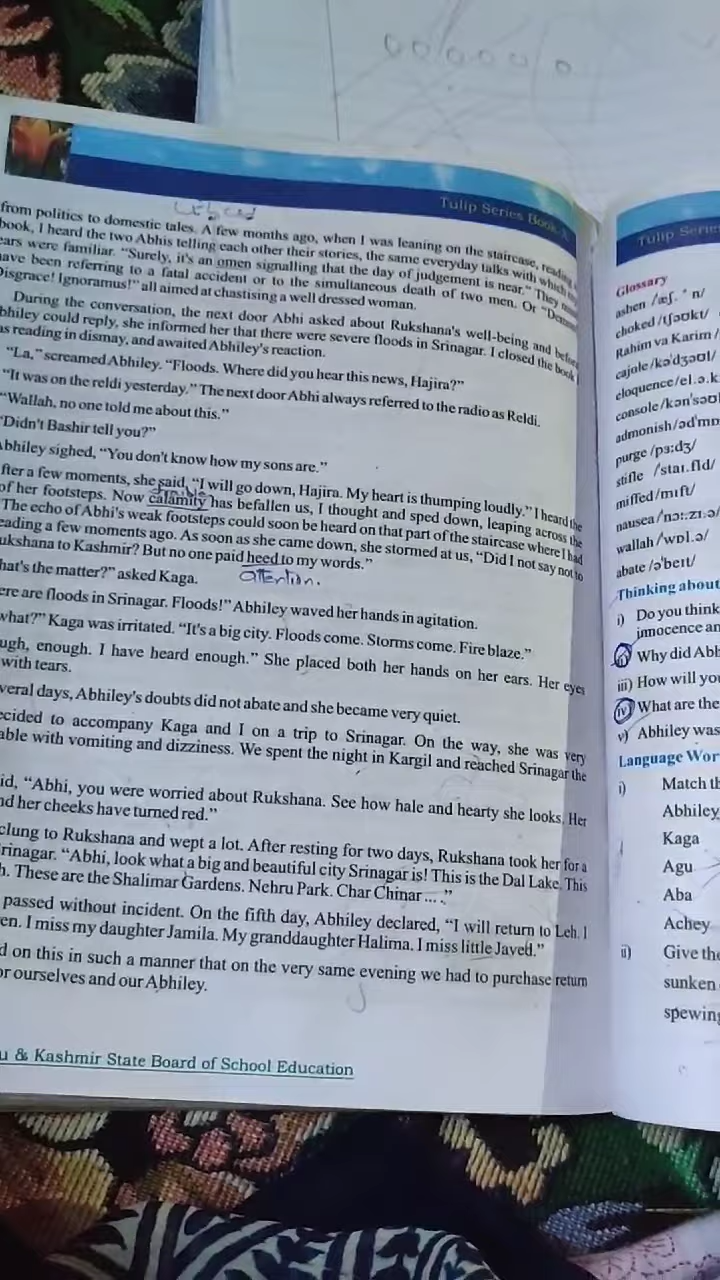 Tulip Series Book-X
from politics to domestic tales. A few months ago, when I was leaning on the staircase, reading
book, I heard the two Abhis telling each other their stories, the same everyday talks with which my
ears were familiar. "Surely, it's an omen signalling that the day of judgement is near." They
have been referring to a fatal accident or to the simultaneous death of two men. Or
Disgrace! Ignoramus!" all aimed at chastising a well dressed woman.
During the conversation, the next door Abi asked about Rukshana's well-being and before
bhiley could reply, she informed her that there were severe floods in Srinagar. I closed the book
as reading in dismay, and awaited Abhiley's reaction.
"La," screamed Abhiley. "Floods. Where did you hear this news, Hajira?"
"It was on the reldi yesterday." The next door Abhi always referred to the radio as Reldi.
"Wallah, no one told me about this."
"Didn't Bashir tell you?"
Abhiley sighed, "You don't know how my sons are."
fter a few moments, she said, "I will go down, Hajira. My heart is thumping loudly." I heard the
of her footsteps. Now calamity has befallen us, I thought and sped down, leaping across the
The echo of Abhi's weak footsteps could soon be heard on that part of the staircase where I had
eading a few moments ago. As soon as she came down, she stormed at us, "Did I not say not to
ukshana to Kashmir? But no one paid heed to my words."
attention.
hat's the matter?" asked Kaga.
ere are floods in Srinagar. Floods!" Abhiley waved her hands in agitation.
what?" Kaga was irritated. "It's a big city. Floods come. Storms come. Fire blaze."
ugh, enough. I have heard enough." She placed both her hands on her ears. Her eyes
with tears.
veral days, Abhiley's doubts did not abate and she became very quiet.
ecided to accompany Kaga and I on a trip to Srinagar. On the way, she was very
able with vomiting and dizziness. We spent the night in Kargil and reached Srinagar the
id, "Abhi, you were worried about Rukshana. See how hale and hearty she looks. Her
nd her cheeks have turned red."
clung to Rukshana and wept a lot. After resting for two days, Rukshana took her for a
rinagar. "Abhi, look what a big and beautiful city Srinagar is! This is the Dal Lake. This
h. These are the Shalimar Gardens. Nehru Park. Char Chinar ... ."
passed without incident. On the fifth day, Abhiley declared, "I will return to Leh. I
en. I miss my daughter Jamila. My granddaughter Halima. I miss little Javed."
d on this in such a manner that on the very same evening we had to purchase return
or ourselves and our Abhiley.
u & Kashmir State Board of School Education
Tulip Serie
Glossary
ashen /æʃ.ᵊn/
choked /tʃəʊkt/
Rahim va Karim /
cajole /kə'dʒəʊl/
eloquence /el.ə.k
console /kən'səʊ
admonish /əd'mɒ
purge /pɜ:dʒ/
stifle /staɪ.fld/
miffed /mɪft/
nausea /'nɔ:.zɪ.ə/
wallah /'wɒl.ə/
abate /ə'beɪt/
Thinking about
i) Do you think
innocence an
ii) Why did Abh
iii) How will you
iv) What are the
v) Abhiley was
Language Wor
i) Match th
Abhiley
Kaga
Agu
Aba
Achey
ii) Give the
sunken
spewing